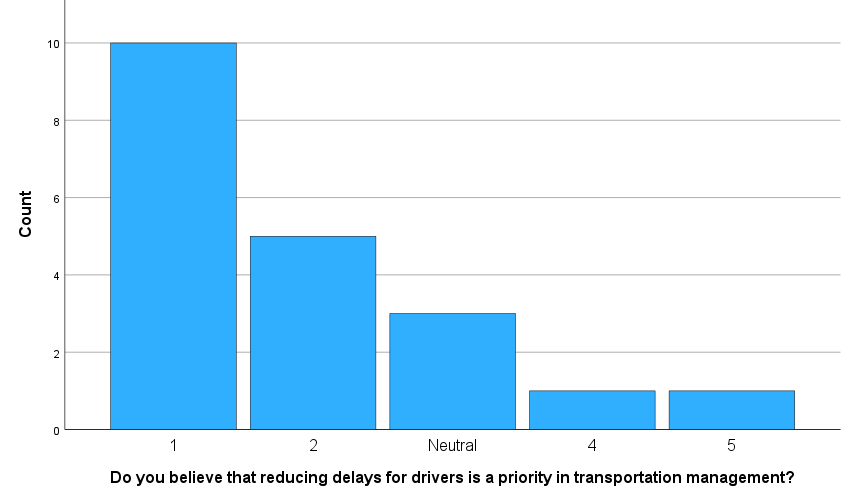 10
8
6
4
2
0
Count
1 2 Neutral 4 5
Do you believe that reducing delays for drivers is a priority in transportation management?